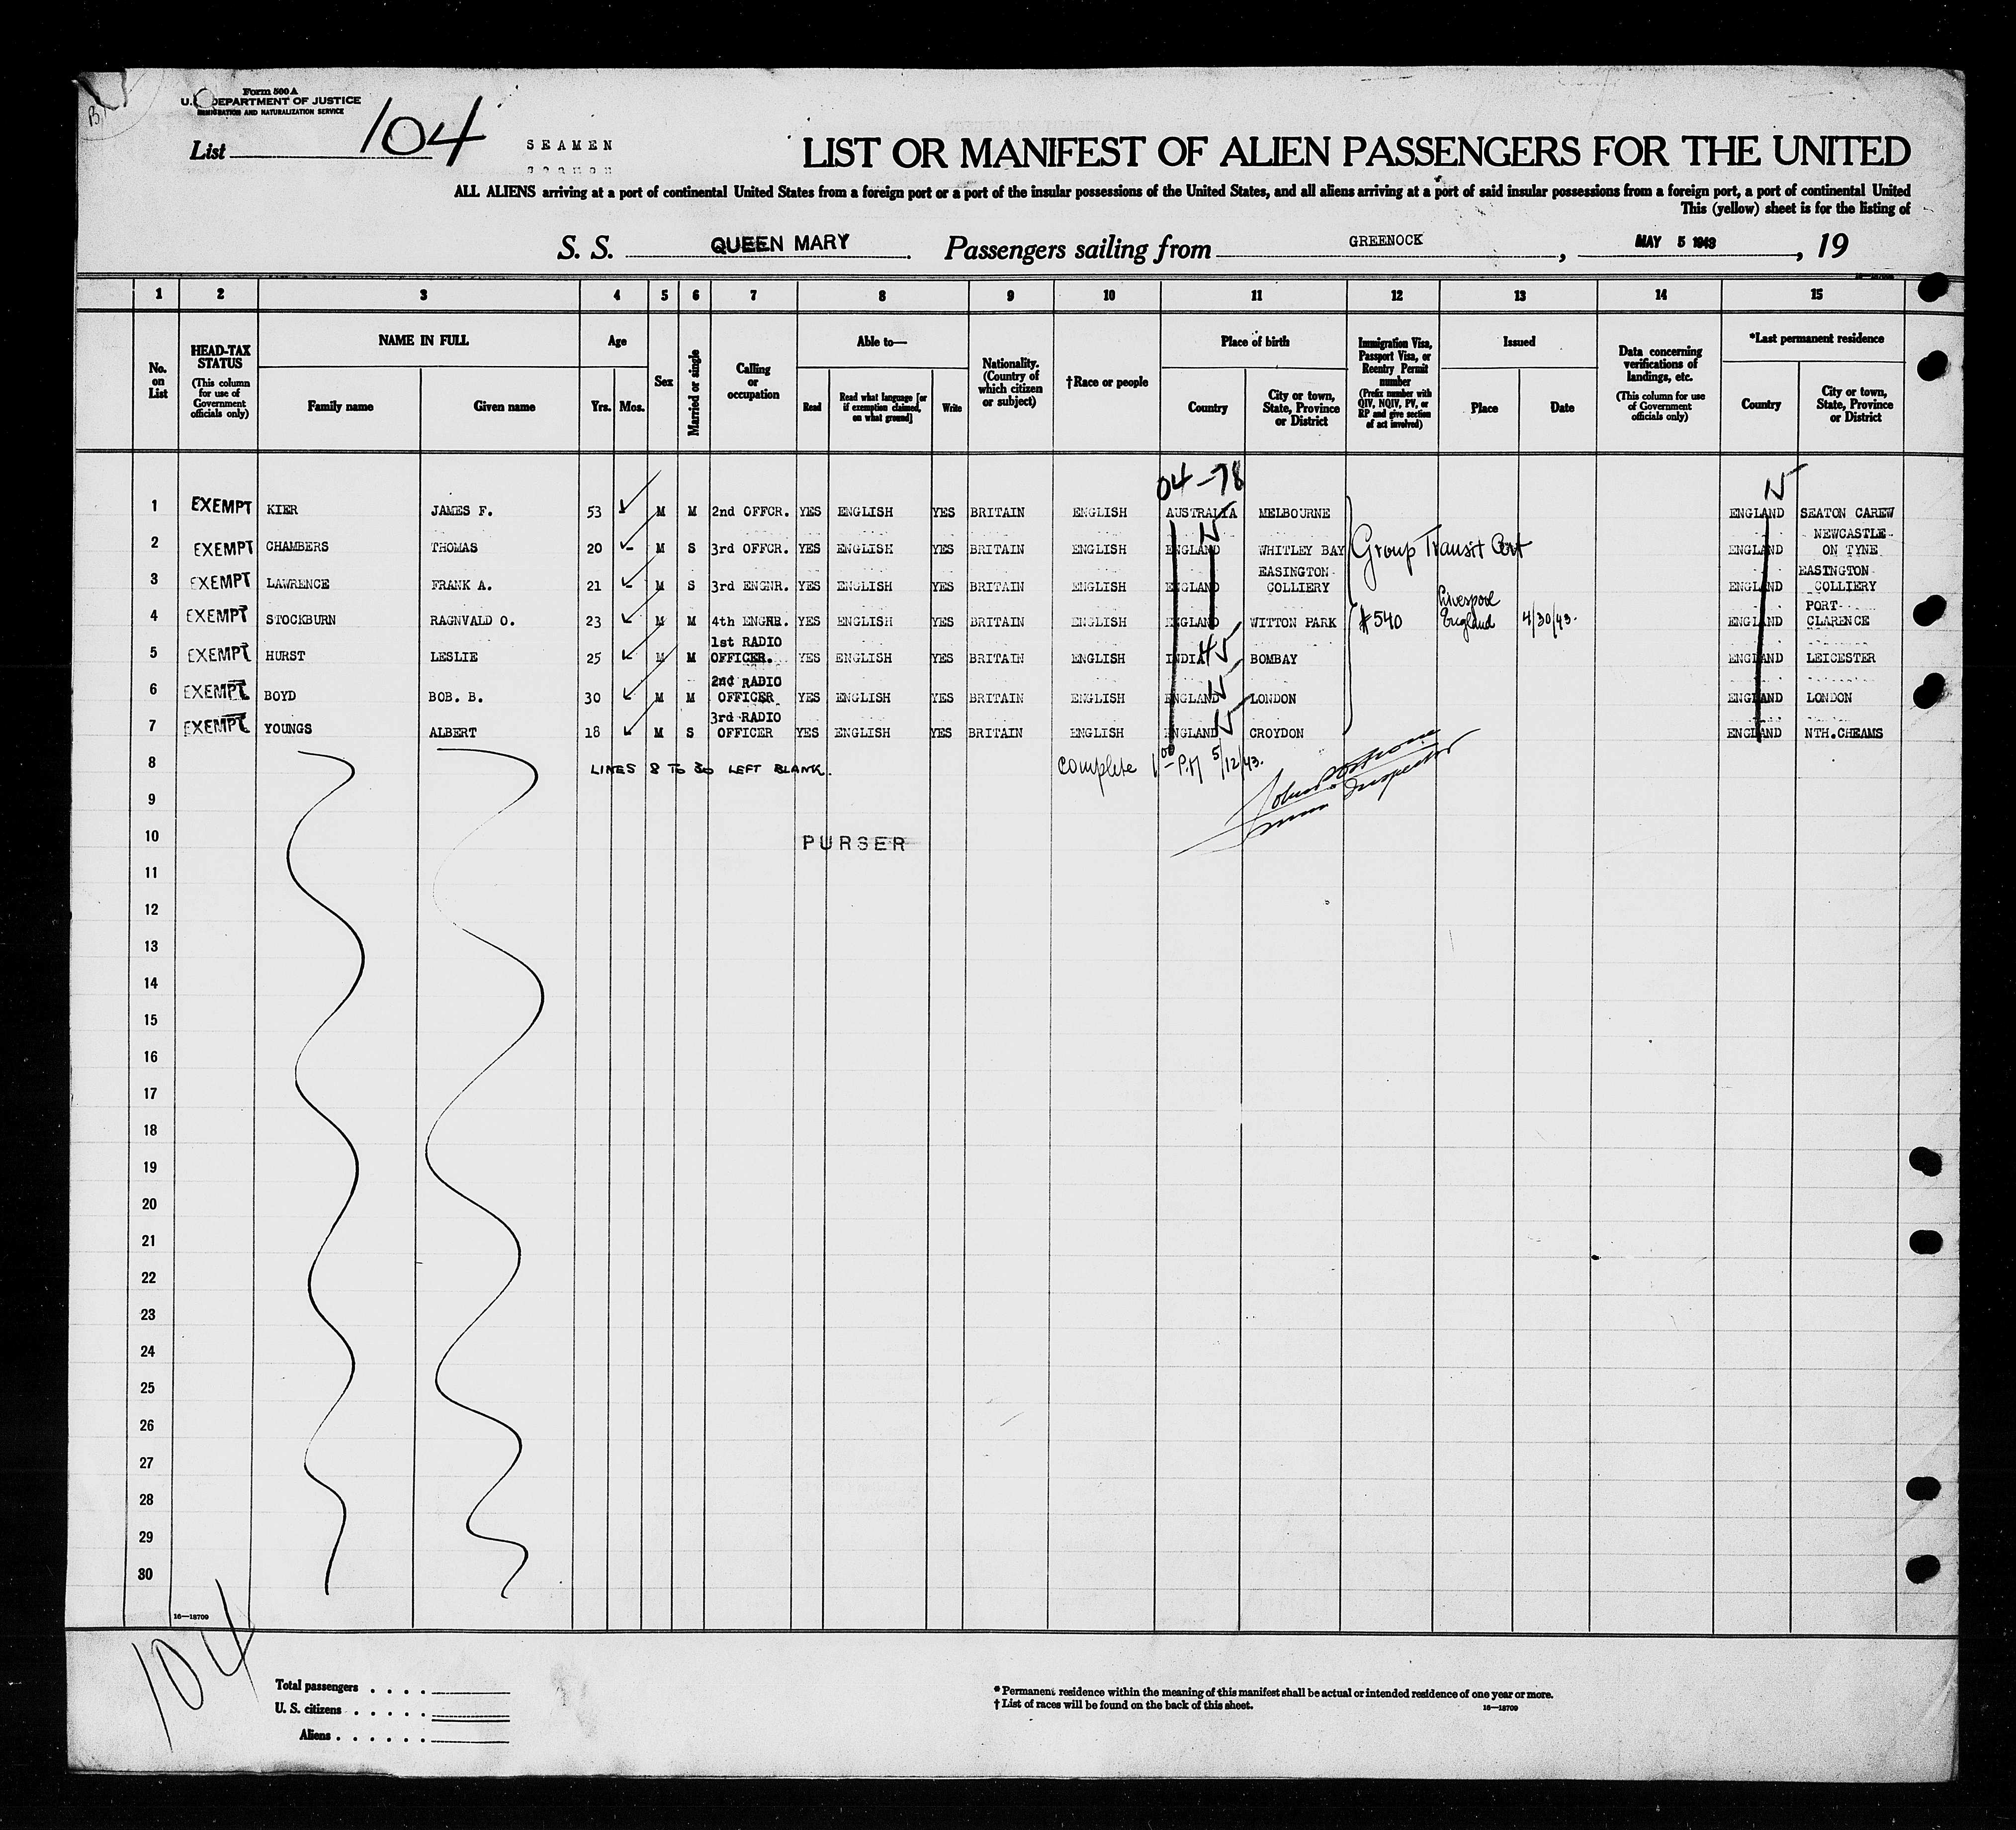 Form 500 A
U. S. DEPARTMENT OF JUSTICE
IMMIGRATION AND NATURALIZATION SERVICE
List 104
SEAMEN
LIST OR MANIFEST OF ALIEN PASSENGERS FOR THE UNITED
ALL ALIENS arriving at a port of continental United States from a foreign port or a port of the insular possessions of the United States, and all aliens arriving at a port of said insular possessions from a foreign port, a port of continental United
This (yellow) sheet is for the listing of
S. S. QUEEN MARY Passengers sailing from GREENOCK, MAY 5 1943, 19
1 2 3 4 5 6 7 8 9 10 11 12 13 14 15
No. on List
HEAD-TAX STATUS (This column for use of Government officials only)
NAME IN FULL
Family name Given name
Age
Yrs. Mos.
Sex
Married or single
Calling or occupation
Able to—
Read Read what language [or if exemption claimed, on what ground] Write
Nationality. (Country of which citizen or subject)
†Race or people
Place of birth
Country City or town, State, Province or District
Immigration Visa, Passport Visa, or Reentry Permit number (Prefix number with QIV, NQIV, PV, or RP and give section of act involved)
Issued
Place Date
Data concerning verifications of landings, etc. (This column for use of Government officials only)
*Last permanent residence
Country City or town, State, Province or District
04-78
1 EXEMPT KIER JAMES F. 53 M M 2nd OFFCR. YES ENGLISH YES BRITAIN ENGLISH AUSTRALIA MELBOURNE ENGLAND SEATON CAREW
2 EXEMPT CHAMBERS THOMAS 20 - M S 3rd OFFCR. YES ENGLISH YES BRITAIN ENGLISH ENGLAND WHITLEY BAY Group Transit Cert ENGLAND NEWCASTLE ON TYNE
3 EXEMPT LAWRENCE FRANK A. 21 M S 3rd ENGNR. YES ENGLISH YES BRITAIN ENGLISH ENGLAND EASINGTON COLLIERY ENGLAND EASINGTON COLLIERY
4 EXEMPT STOCKBURN RAGNVALD O. 23 M M 4th ENGNR. YES ENGLISH YES BRITAIN ENGLISH ENGLAND WITTON PARK #540 Liverpool England 4/30/43. ENGLAND PORT CLARENCE
5 EXEMPT HURST LESLIE 25 M M 1st RADIO OFFICER. YES ENGLISH YES BRITAIN ENGLISH INDIA 45 BOMBAY ENGLAND LEICESTER
6 EXEMPT BOYD BOB. B. 30 M M 2nd RADIO OFFICER YES ENGLISH YES BRITAIN ENGLISH ENGLAND LONDON ENGLAND LONDON
7 EXEMPT YOUNGS ALBERT 18 M S 3rd RADIO OFFICER YES ENGLISH YES BRITAIN ENGLISH ENGLAND CROYDON ENGLAND NTH. CHEAMS
8 LINES 8 TO 30 LEFT BLANK. Complete 1 00 P.M 5/12/43.
9 Inspector
10 PURSER
11
12
13
14
15
16
17
18
19
20
21
22
23
24
25
26
27
28
29
30
16—18709
104
Total passengers . . . .
U. S. citizens . . . . .
Aliens . . . . . .
* Permanent residence within the meaning of this manifest shall be actual or intended residence of one year or more.
† List of races will be found on the back of this sheet. 16—18709